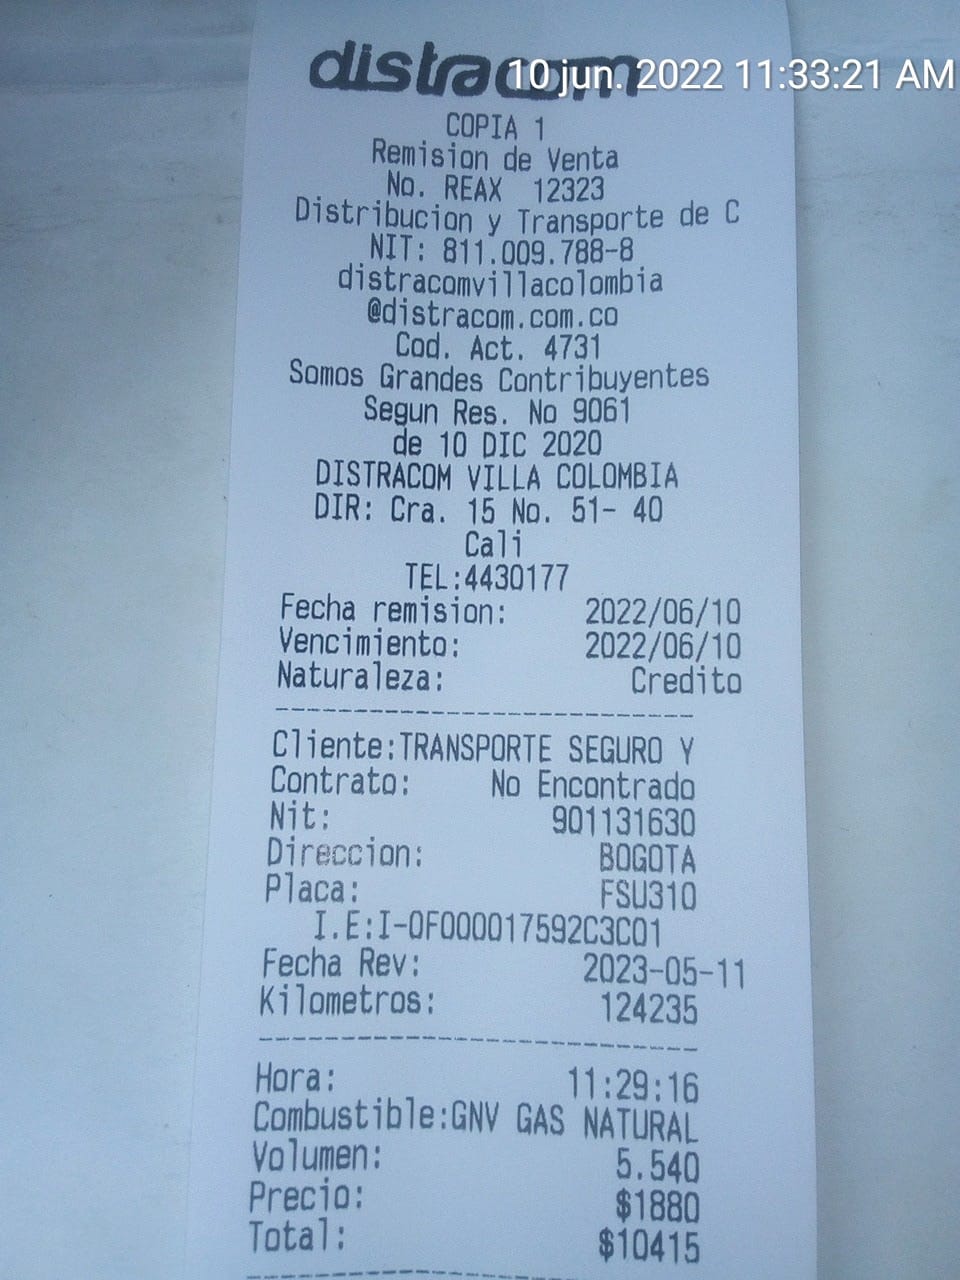 distracom
10 jun. 2022 11:33:21 AM
COPIA 1
Remision de Venta
No. REAX 12323
Distribucion y Transporte de C
NIT: 811.009.788-8
distracomvillacolombia
@distracom.com.co
Cod. Act. 4731
Somos Grandes Contribuyentes
Segun Res. No 9061
de 10 DIC 2020
DISTRACOM VILLA COLOMBIA
DIR: Cra. 15 No. 51- 40
Cali
TEL:4430177
Fecha remision: 2022/06/10
Vencimiento: 2022/06/10
Naturaleza: Credito
Cliente:TRANSPORTE SEGURO Y
Contrato: No Encontrado
Nit: 901131630
Direccion: BOGOTA
Placa: FSU310
I.E:I-0F000017592C3C01
Fecha Rev: 2023-05-11
Kilometros: 124235
Hora: 11:29:16
Combustible:GNV GAS NATURAL
Volumen: 5.540
Precio: $1880
Total: $10415